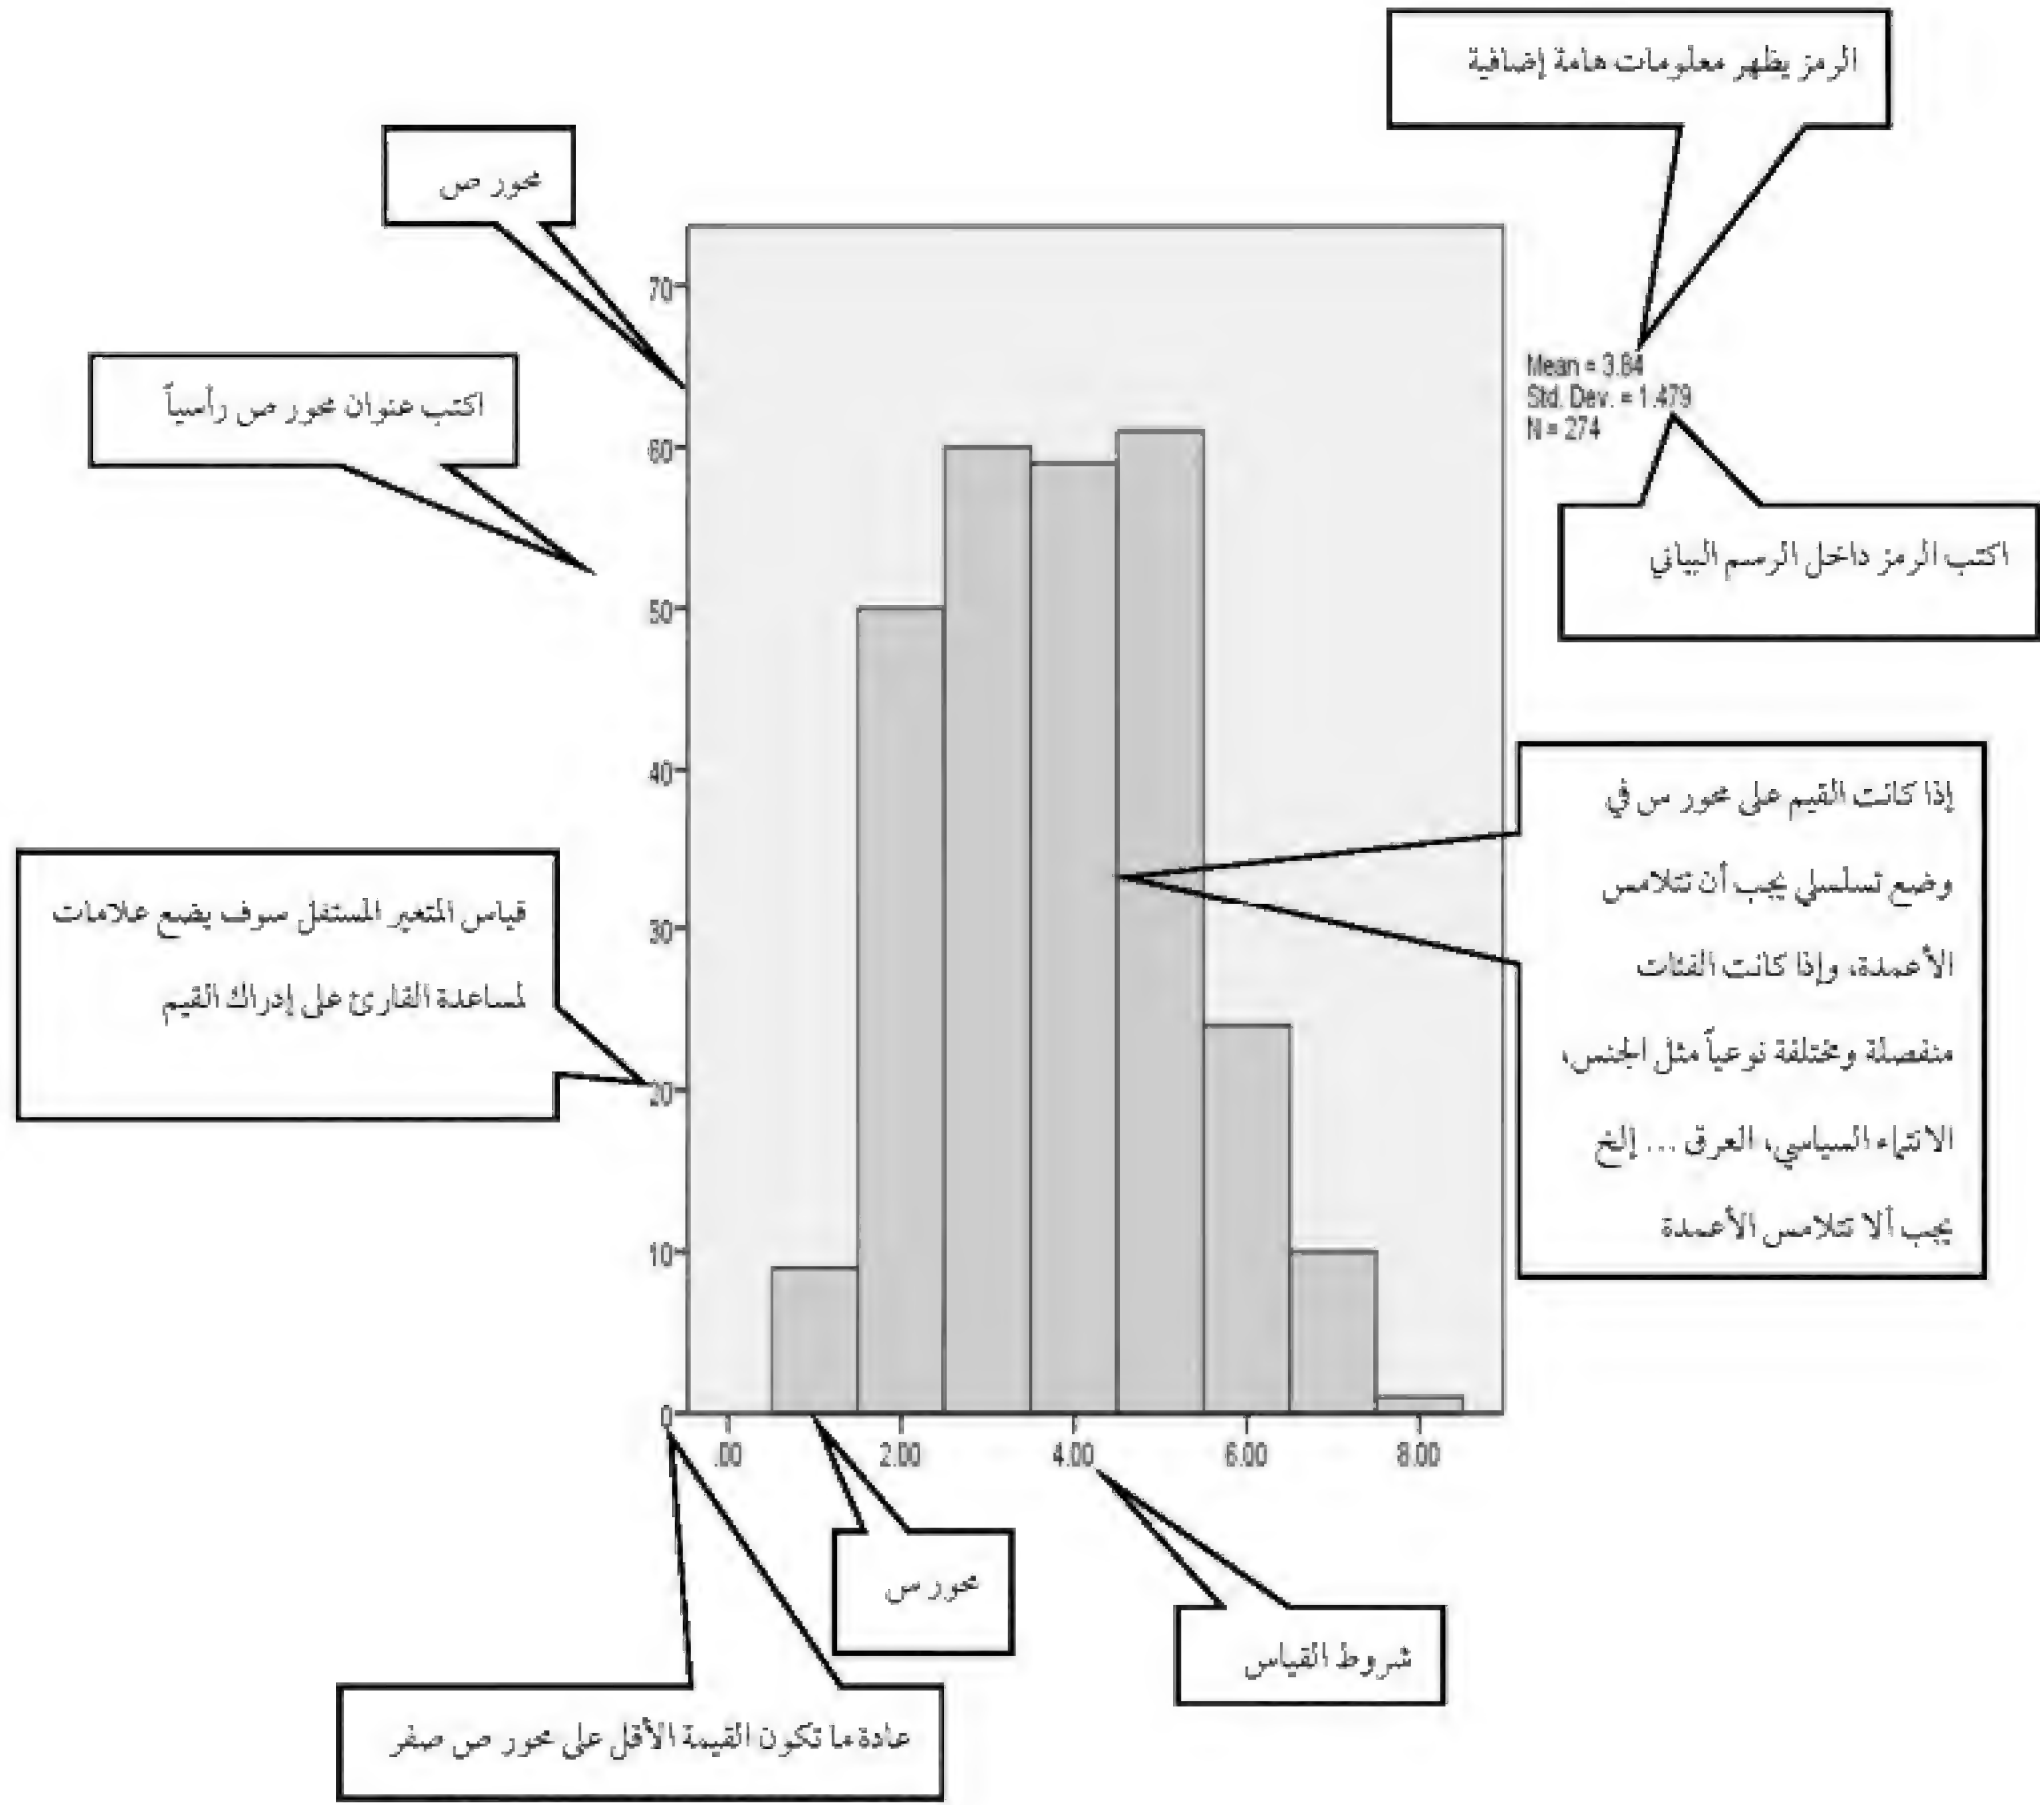 الرمز يظهر معلومات هامة إضافية
محور ص
70
اكتب عنوان محور ص رأسياً
Mean = 3.84
Std. Dev. = 1.479
N = 274
60
اكتب الرمز داخل الرسم البياني
50
40
إذا كانت القيم على محور س في
وضع تسلسلي يجب أن تتلامس
الأعمدة، وإذا كانت الفئات
منفصلة ومختلفة نوعياً مثل الجنس،
الانتماء السياسي، العرق ... إلخ
يجب ألا تتلامس الأعمدة
قياس المتغير المستقل سوف يضع علامات
لمساعدة القارئ على إدراك القيم
30
20
10
0
.00 2.00 4.00 6.00 8.00
محور س
شروط القياس
عادة ما تكون القيمة الأقل على محور ص صفر